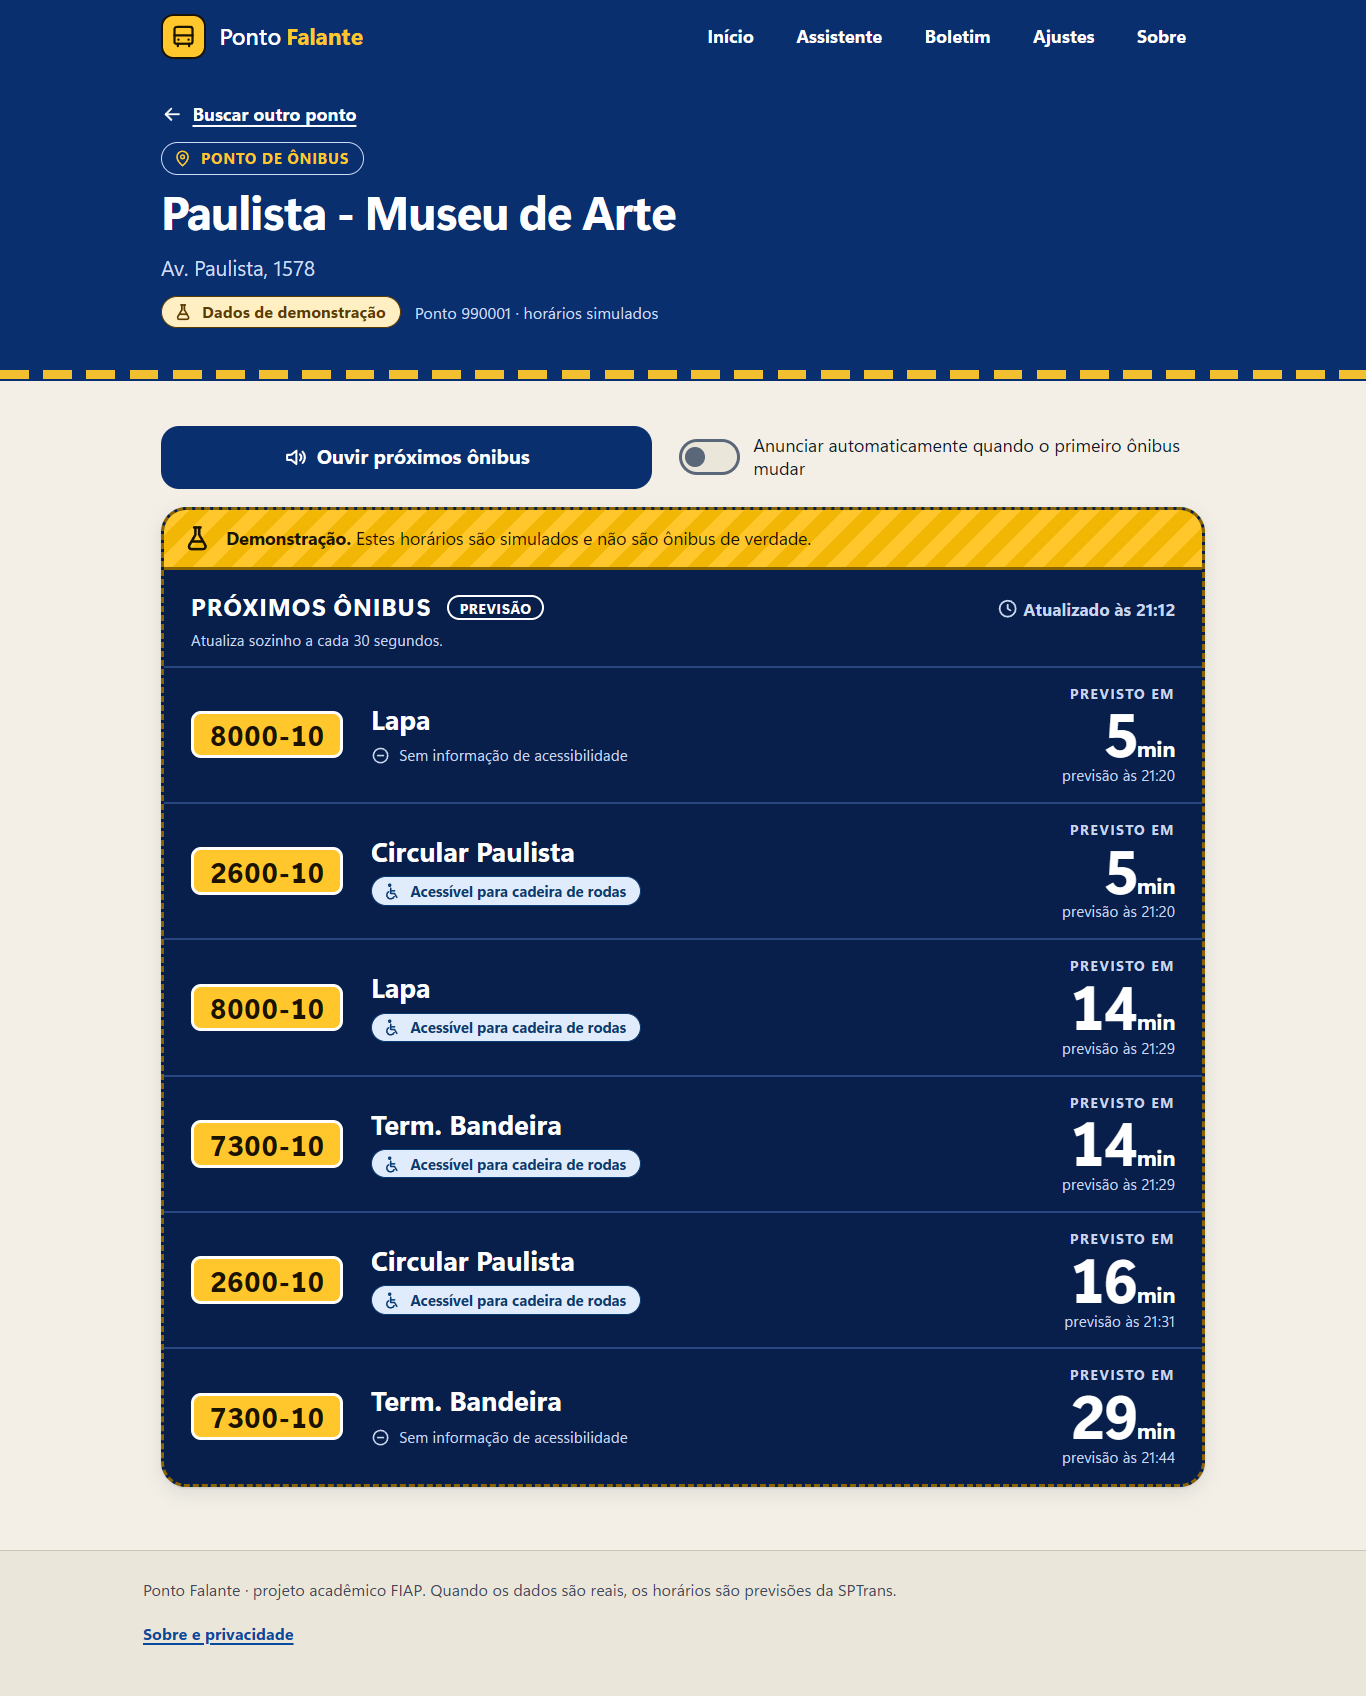 Ponto Falante
Início
Assistente
Boletim
Ajustes
Sobre
Buscar outro ponto
PONTO DE ÔNIBUS
Paulista - Museu de Arte
Av. Paulista, 1578
Dados de demonstração
Ponto 990001 · horários simulados
Ouvir próximos ônibus
Anunciar automaticamente quando o primeiro ônibus
mudar
Demonstração. Estes horários são simulados e não são ônibus de verdade.
PRÓXIMOS ÔNIBUS
PREVISÃO
Atualizado às 21:12
Atualiza sozinho a cada 30 segundos.
8000-10
Lapa
Sem informação de acessibilidade
PREVISTO EM
5min
previsão às 21:20
2600-10
Circular Paulista
Acessível para cadeira de rodas
PREVISTO EM
5min
previsão às 21:20
8000-10
Lapa
Acessível para cadeira de rodas
PREVISTO EM
14min
previsão às 21:29
7300-10
Term. Bandeira
Acessível para cadeira de rodas
PREVISTO EM
14min
previsão às 21:29
2600-10
Circular Paulista
Acessível para cadeira de rodas
PREVISTO EM
16min
previsão às 21:31
7300-10
Term. Bandeira
Sem informação de acessibilidade
PREVISTO EM
29min
previsão às 21:44
Ponto Falante · projeto acadêmico FIAP. Quando os dados são reais, os horários são previsões da SPTrans.
Sobre e privacidade